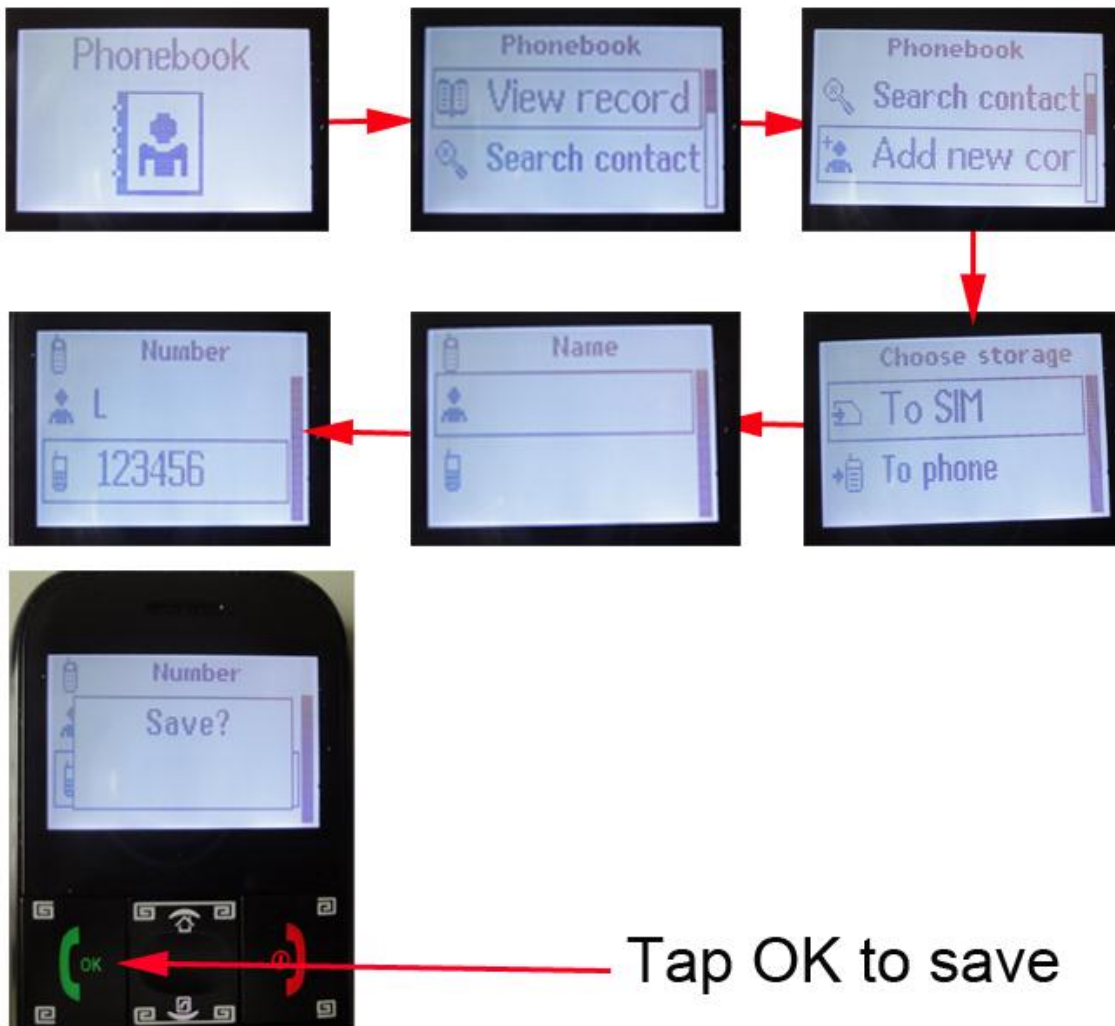 Phonebook
Phonebook
View record
Search contact
Phonebook
Search contact
Add new cor
Choose storage
To SIM
To phone
Name
Number
L
123456
Number
Save?
OK
Tap OK to save